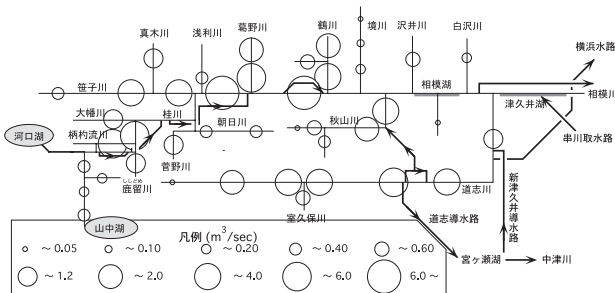 真木川
浅利川
葛野川
鶴川
境川
沢井川
白沢川
横浜水路
笹子川
相模湖
相模川
大幡川
桂川
津久井湖
河口湖
柄杓流川
朝日川
秋山川
串川取水路
ししどめ
鹿留川
菅野川
道志川
新津久井導水路
室久保川
山中湖
道志導水路
宮ヶ瀬湖
中津川
凡例 (m³/sec)
～0.05 ～0.10 ～0.20 ～0.40 ～0.60
～1.2 ～2.0 ～4.0 ～6.0 6.0～